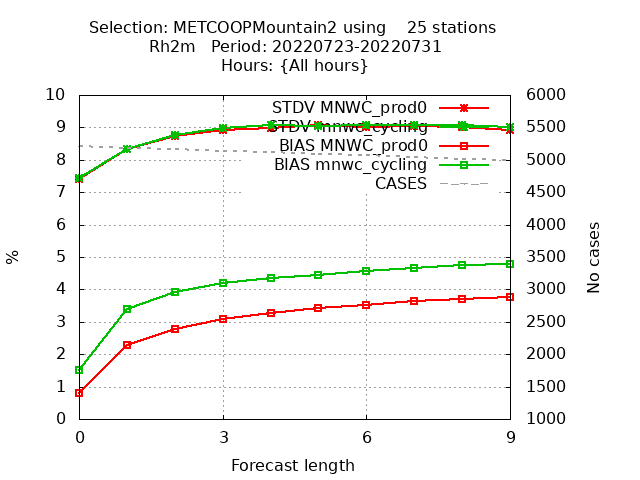 Selection: METCOOPMountain2 using 25 stations
Rh2m Period: 20220723-20220731
Hours: {All hours}
10 6000
STDV MNWC_prod0
9 5500
STDV mnwc_cycling
BIAS MNWC_prod0
8 5000
BIAS mnwc_cycling
CASES
7 4500
6 4000
5 3500
%
No cases
4 3000
3 2500
2 2000
1 1500
0 1000
0 3 6 9
Forecast length